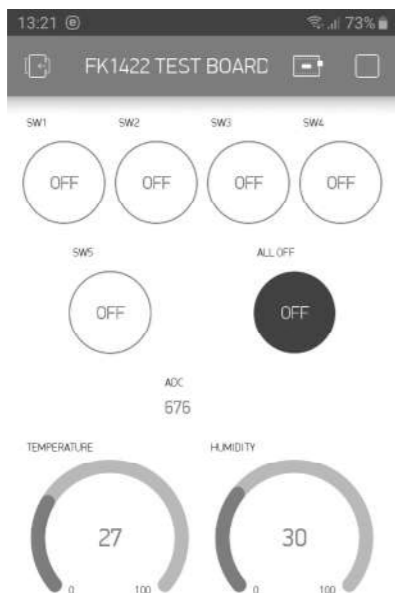 13:21 73%
FK1422 TEST BOARD
SW1 SW2 SW3 SW4
OFF OFF OFF OFF
SW5 ALL OFF
OFF OFF
ADC
676
TEMPERATURE HUMIDITY
27 30
0 100 0 100